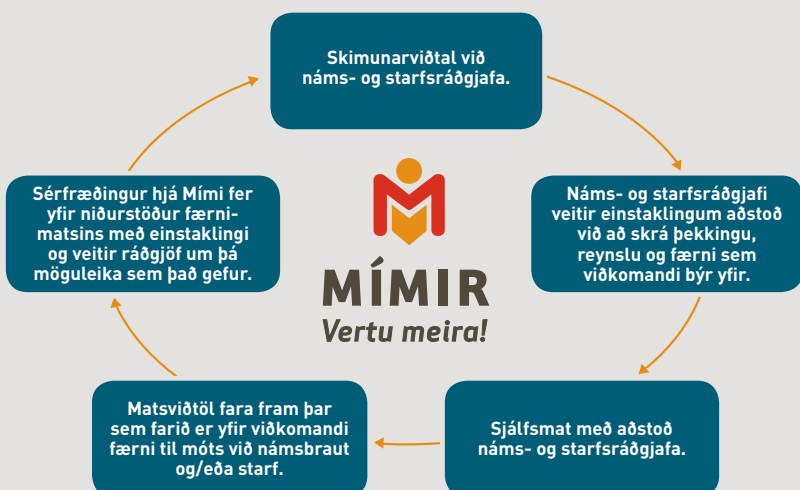 Skimunarviðtal við
náms- og starfsráðgjafa.
Náms- og starfsráðgjafi
veitir einstaklingum aðstoð
við að skrá þekkingu,
reynslu og færni sem
viðkomandi býr yfir.
Sjálfsmat með aðstoð
náms- og starfsráðgjafa.
Matsviðtöl fara fram þar
sem farið er yfir viðkomandi
færni til móts við námsbraut
og/eða starf.
Sérfræðingur hjá Mími fer
yfir niðurstöður færni-
matsins með einstaklingi
og veitir ráðgjöf um þá
möguleika sem það gefur.
MÍMIR
Vertu meira!